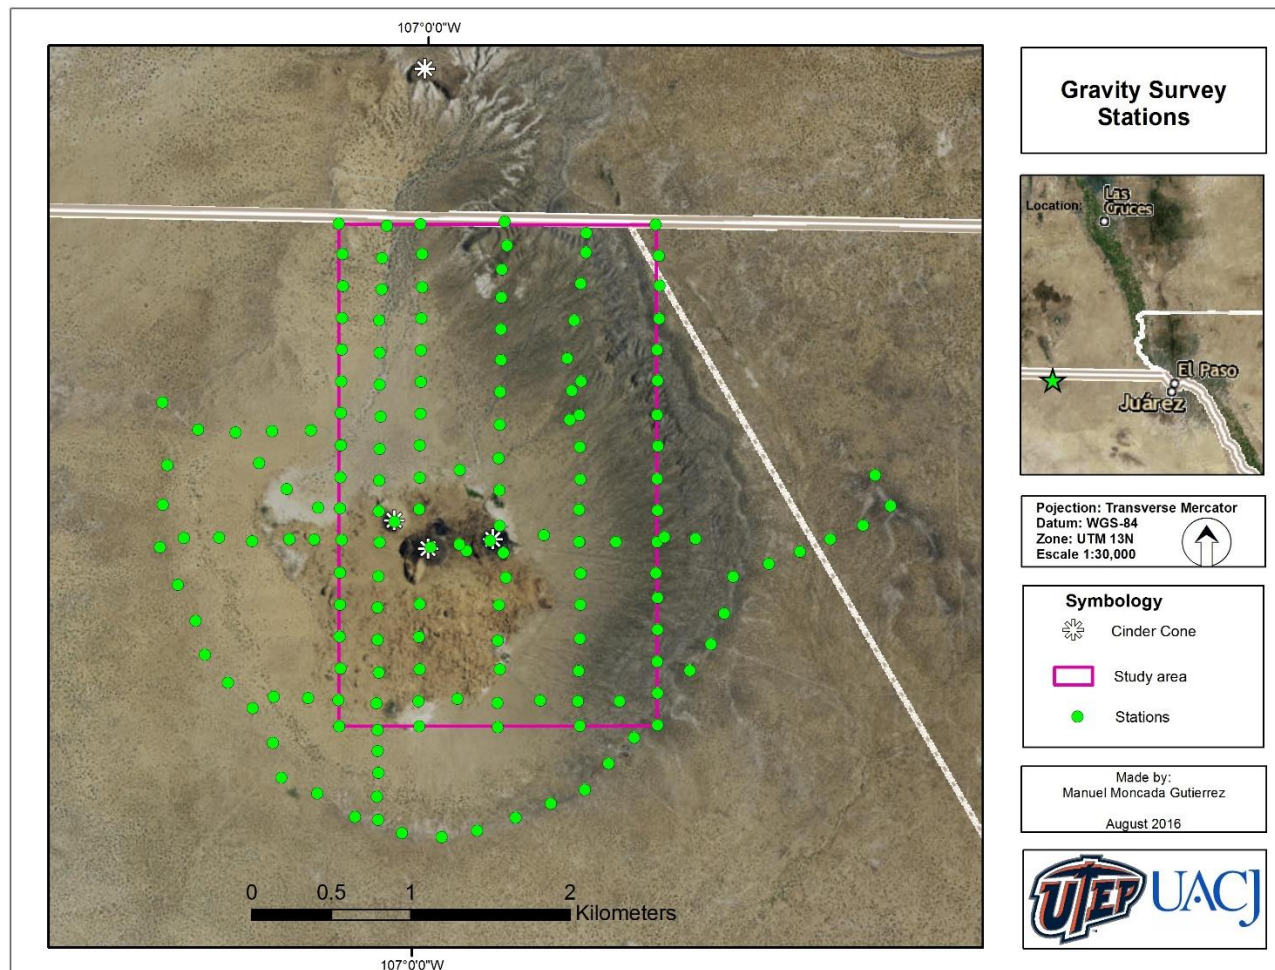 107°0'0"W
Gravity Survey
Stations
Location:
Las
Cruces
El Paso
Juárez
Pojection: Transverse Mercator
Datum: WGS-84
Zone: UTM 13N
Escale 1:30,000
Symbology
Cinder Cone
Study area
Stations
Made by:
Manuel Moncada Gutierrez
August 2016
UTEP UACJ
0 0.5 1 2
Kilometers
107°0'0"W